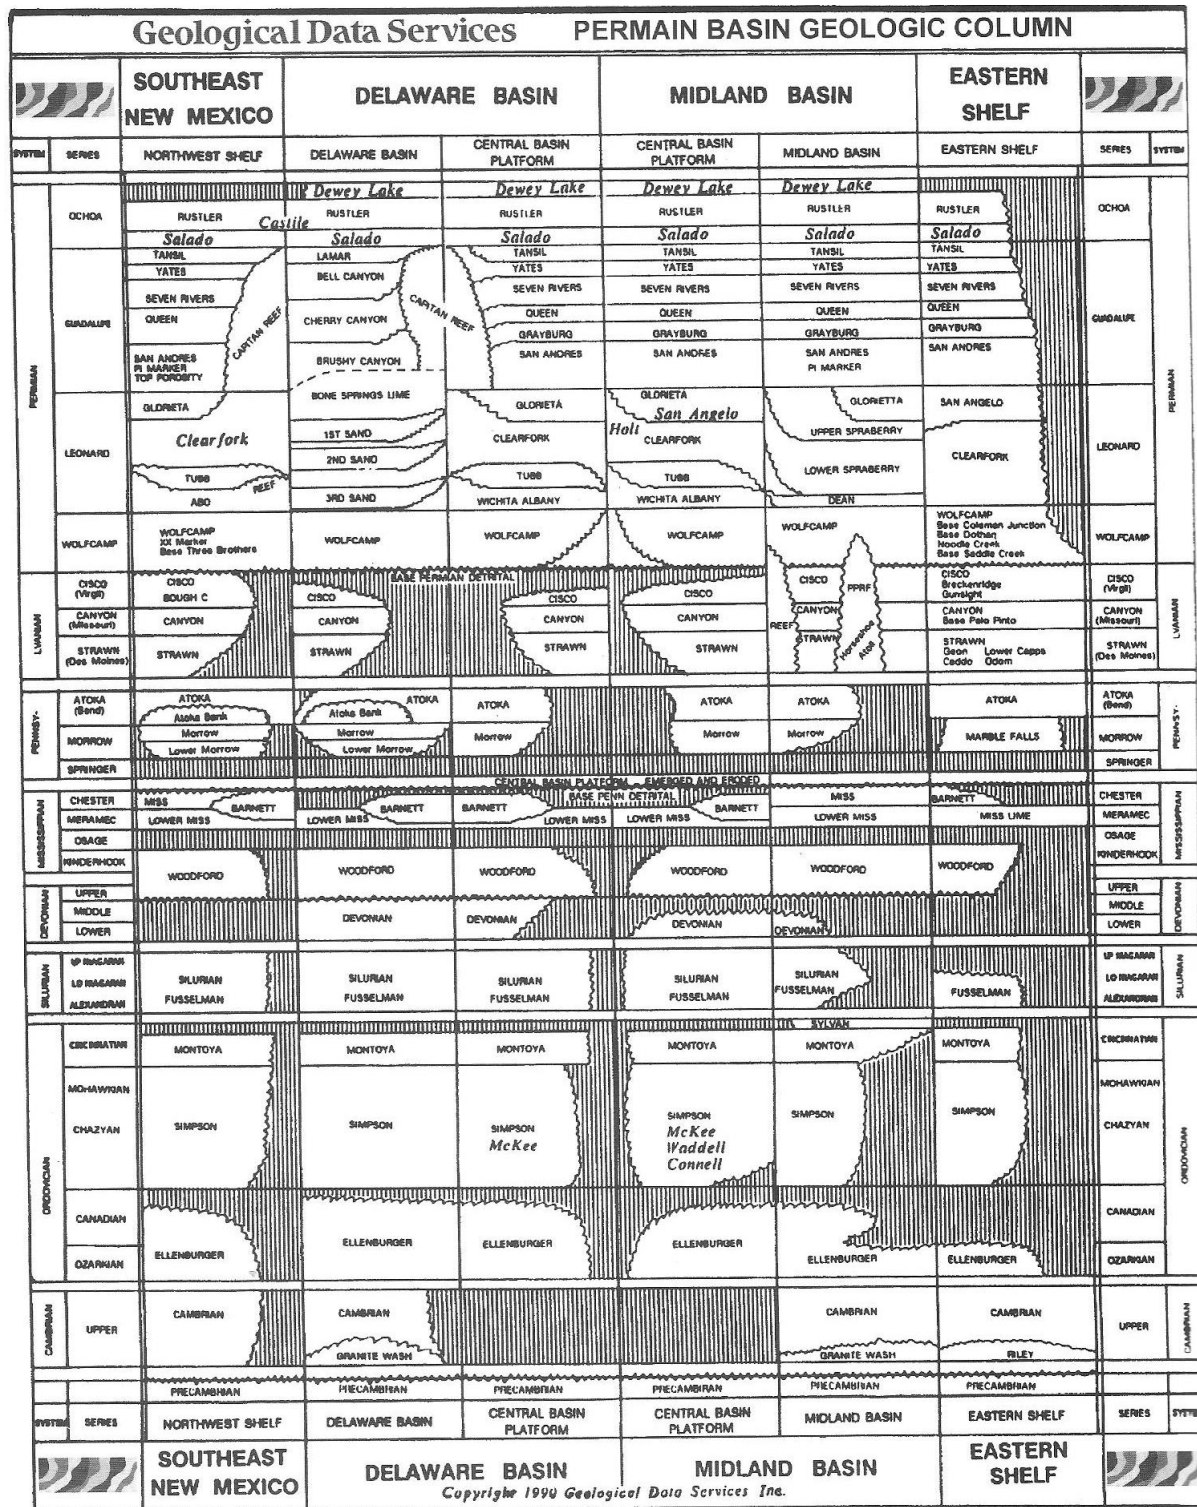 Geological Data Services PERMAIN BASIN GEOLOGIC COLUMN
SOUTHEAST NEW MEXICO DELAWARE BASIN MIDLAND BASIN EASTERN SHELF
SYSTEM SERIES NORTHWEST SHELF DELAWARE BASIN CENTRAL BASIN PLATFORM CENTRAL BASIN PLATFORM MIDLAND BASIN EASTERN SHELF SERIES SYSTEM
PERMIAN PERMIAN
Dewey Lake Dewey Lake Dewey Lake Dewey Lake
OCHOA RUSTLER RUSTLER RUSTLER RUSTLER RUSTLER RUSTLER OCHOA
Castile
Salado Salado Salado Salado Salado Salado
TANSIL LAMAR TANSIL TANSIL TANSIL TANSIL
YATES BELL CANYON YATES YATES YATES YATES
SEVEN RIVERS SEVEN RIVERS SEVEN RIVERS SEVEN RIVERS SEVEN RIVERS
CAPITAN REEF CAPITAN REEF
GUADALUPE QUEEN CHERRY CANYON QUEEN QUEEN QUEEN QUEEN GUADALUPE
GRAYBURG GRAYBURG GRAYBURG GRAYBURG
SAN ANDRES BRUSHY CANYON SAN ANDRES SAN ANDRES SAN ANDRES SAN ANDRES
PI MARKER PI MARKER
TOP POROSITY
GLORIETA BONE SPRINGS LIME GLORIETA GLORIETA GLORIETTA SAN ANGELO
San Angelo
Holt
LEONARD Clearfork 1ST SAND CLEARFORK CLEARFORK UPPER SPRABERRY CLEARFORK LEONARD
2ND SAND
TUBB REEF TUBB TUBB LOWER SPRABERRY
ABO 3RD SAND WICHITA ALBANY WICHITA ALBANY DEAN
WOLFCAMP WOLFCAMP WOLFCAMP WOLFCAMP WOLFCAMP WOLFCAMP WOLFCAMP WOLFCAMP
XX Marker Base Coleman Junction
Base Three Brothers Base Dothan
Noodle Creek
Base Saddle Creek
BASE PERMIAN DETRITAL
LVANIAN LVANIAN
CISCO (Virgil) CISCO CISCO CISCO CISCO CISCO PPRF CISCO CISCO (Virgil)
BOUGH C Breckenridge
Gunsight
CANYON (Missouri) CANYON CANYON CANYON CANYON CANYON CANYON CANYON (Missouri)
REEF Horseshoe Atoll Base Palo Pinto
STRAWN (Des Moines) STRAWN STRAWN STRAWN STRAWN STRAWN STRAWN STRAWN (Des Moines)
Lower Capps
Caddo Odom
PENNSY- PENNSY-
ATOKA (Bend) ATOKA ATOKA ATOKA ATOKA ATOKA ATOKA ATOKA (Bend)
Atoka Bank Atoka Bank
MORROW Morrow Morrow Morrow Morrow Morrow MARBLE FALLS MORROW
Lower Morrow Lower Morrow
SPRINGER SPRINGER
CENTRAL BASIN PLATFORM EMERGED AND ERODED
BASE PENN DETRITAL
MISSISSIPPIAN MISSISSIPPIAN
CHESTER MISS BARNETT BARNETT BARNETT BARNETT MISS BARNETT CHESTER
MERAMEC LOWER MISS LOWER MISS LOWER MISS LOWER MISS LOWER MISS MISS LIME MERAMEC
OSAGE OSAGE
KINDERHOOK WOODFORD WOODFORD WOODFORD WOODFORD WOODFORD WOODFORD KINDERHOOK
DEVONIAN DEVONIAN
UPPER UPPER
MIDDLE DEVONIAN DEVONIAN DEVONIAN DEVONIAN MIDDLE
LOWER LOWER
SILURIAN SILURIAN
UP NIAGARAN UP NIAGARAN
LO NIAGARAN SILURIAN SILURIAN SILURIAN SILURIAN SILURIAN LO NIAGARAN
ALEXANDRIAN FUSSELMAN FUSSELMAN FUSSELMAN FUSSELMAN FUSSELMAN FUSSELMAN ALEXANDRIAN
ORDOVICIAN ORDOVICIAN
SYLVAN
CINCINNATIAN MONTOYA MONTOYA MONTOYA MONTOYA MONTOYA MONTOYA CINCINNATIAN
MOHAWKIAN MOHAWKIAN
CHAZYAN SIMPSON SIMPSON SIMPSON SIMPSON SIMPSON SIMPSON CHAZYAN
McKee McKee
Waddell
Connell
CANADIAN CANADIAN
ELLENBURGER ELLENBURGER ELLENBURGER ELLENBURGER ELLENBURGER ELLENBURGER
OZARKIAN OZARKIAN
CAMBRIAN CAMBRIAN
UPPER CAMBRIAN CAMBRIAN CAMBRIAN CAMBRIAN UPPER
GRANITE WASH GRANITE WASH RILEY
PRECAMBRIAN PRECAMBRIAN PRECAMBRIAN PRECAMBIRAN PRECAMBRIAN PRECAMBRIAN
SYSTEM SERIES NORTHWEST SHELF DELAWARE BASIN CENTRAL BASIN PLATFORM CENTRAL BASIN PLATFORM MIDLAND BASIN EASTERN SHELF SERIES SYSTEM
SOUTHEAST NEW MEXICO DELAWARE BASIN MIDLAND BASIN EASTERN SHELF
Copyright 1990 Geological Data Services Inc.